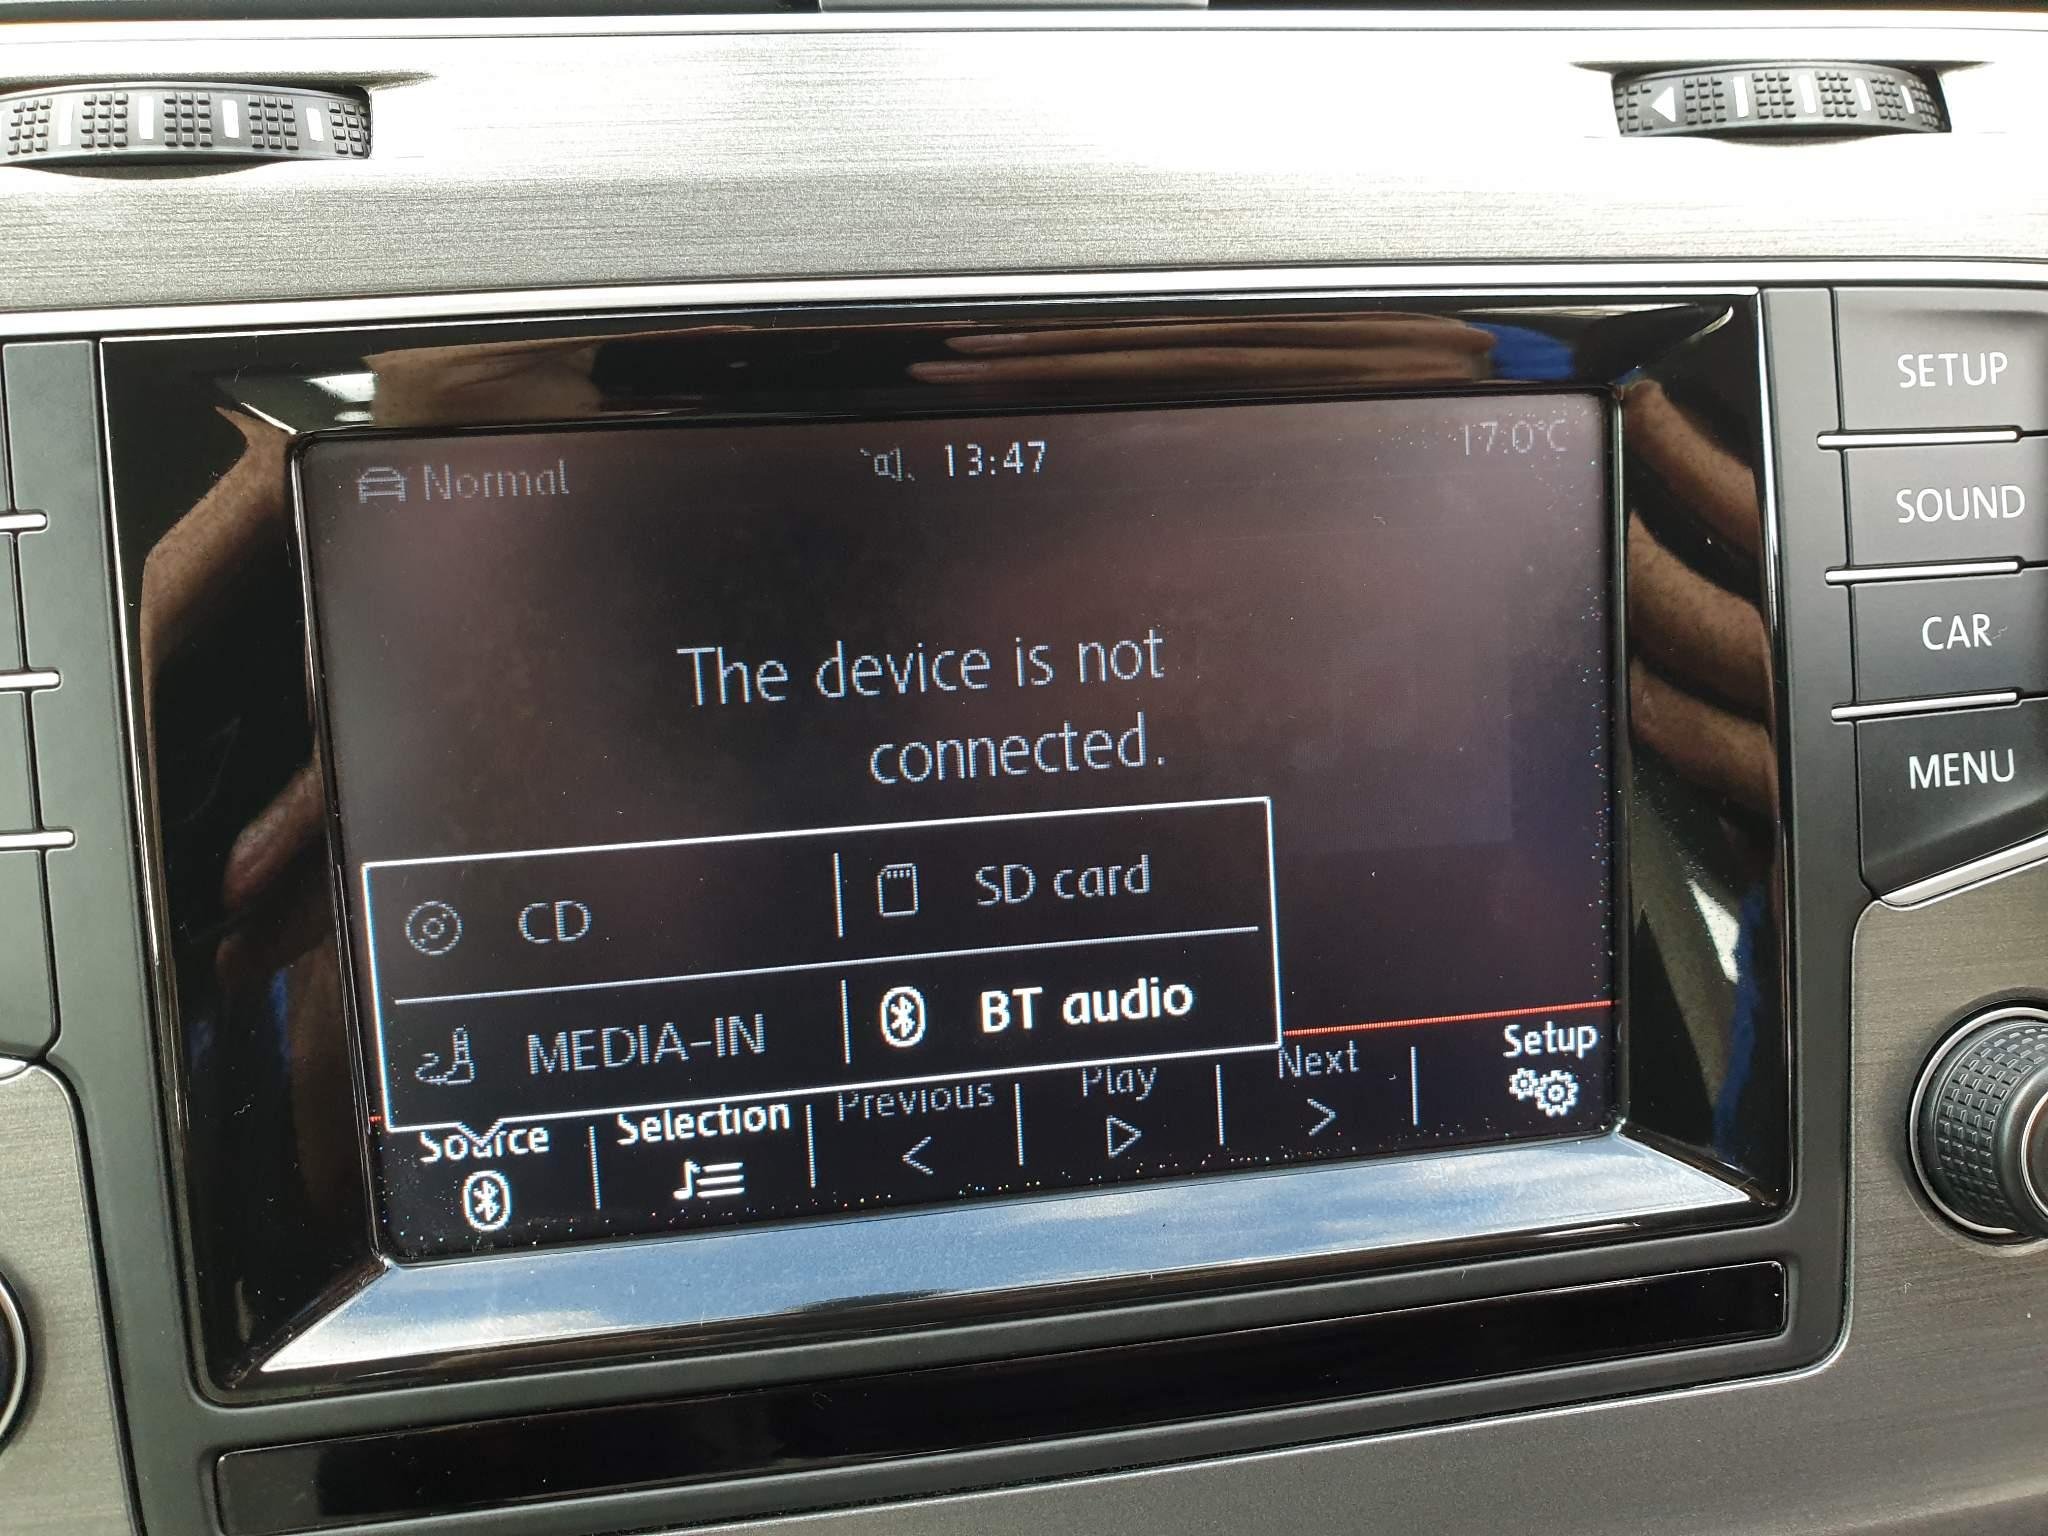 Normal
13:47
17.0°C
SETUP
SOUND
CAR
MENU
The device is not
connected.
CD
SD card
MEDIA-IN
BT audio
Source
Selection
Previous
Play
Next
Setup